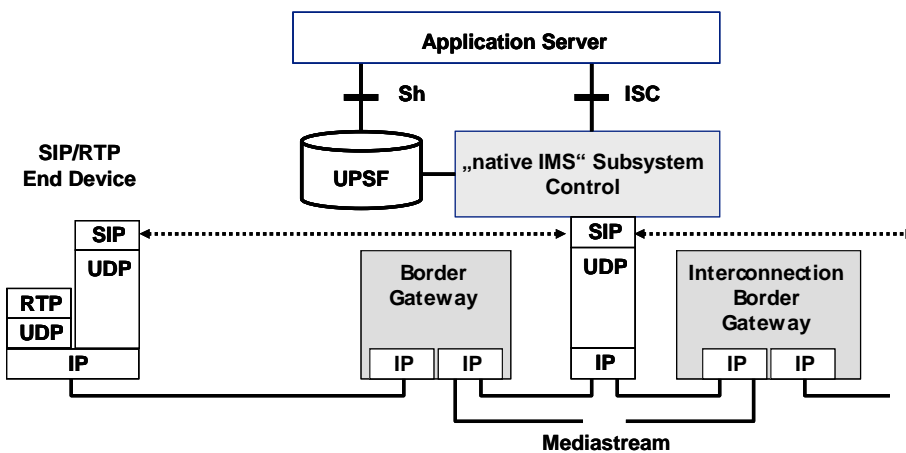 Application Server
Sh
ISC
SIP/RTP
End Device
UPSF
„native IMS“ Subsystem
Control
SIP
UDP
RTP
UDP
IP
Border
Gateway
IP
IP
SIP
UDP
IP
Interconnection
Border
Gateway
IP
IP
Mediastream